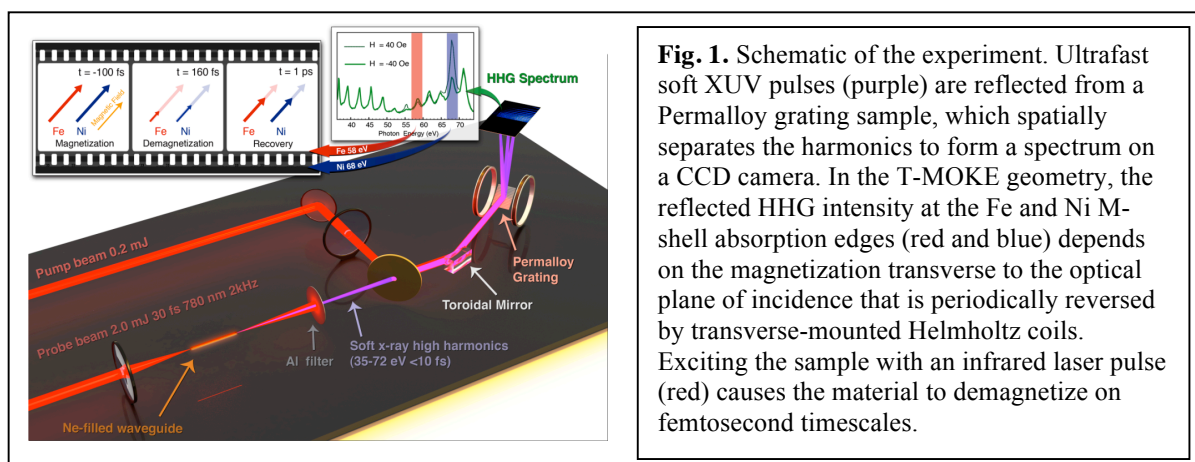 t = -100 fs
Fe
Ni
Magnetic Field
Magnetization
t = 160 fs
Fe
Ni
Demagnetization
t = 1 ps
Fe
Ni
Recovery
H = 40 Oe
H = -40 Oe
40 45 50 55 60 65 70
Photon Energy (eV)
HHG Spectrum
Fe 58 eV
Ni 68 eV
Pump beam 0.2 mJ
Probe beam 2.0 mJ 30 fs 780 nm 2kHz
Ne-filled waveguide
Al filter
Soft x-ray high harmonics
(35-72 eV <10 fs)
Toroidal Mirror
Permalloy
Grating
Fig. 1. Schematic of the experiment. Ultrafast
soft XUV pulses (purple) are reflected from a
Permalloy grating sample, which spatially
separates the harmonics to form a spectrum on
a CCD camera. In the T-MOKE geometry, the
reflected HHG intensity at the Fe and Ni M-
shell absorption edges (red and blue) depends
on the magnetization transverse to the optical
plane of incidence that is periodically reversed
by transverse-mounted Helmholtz coils.
Exciting the sample with an infrared laser pulse
(red) causes the material to demagnetize on
femtosecond timescales.